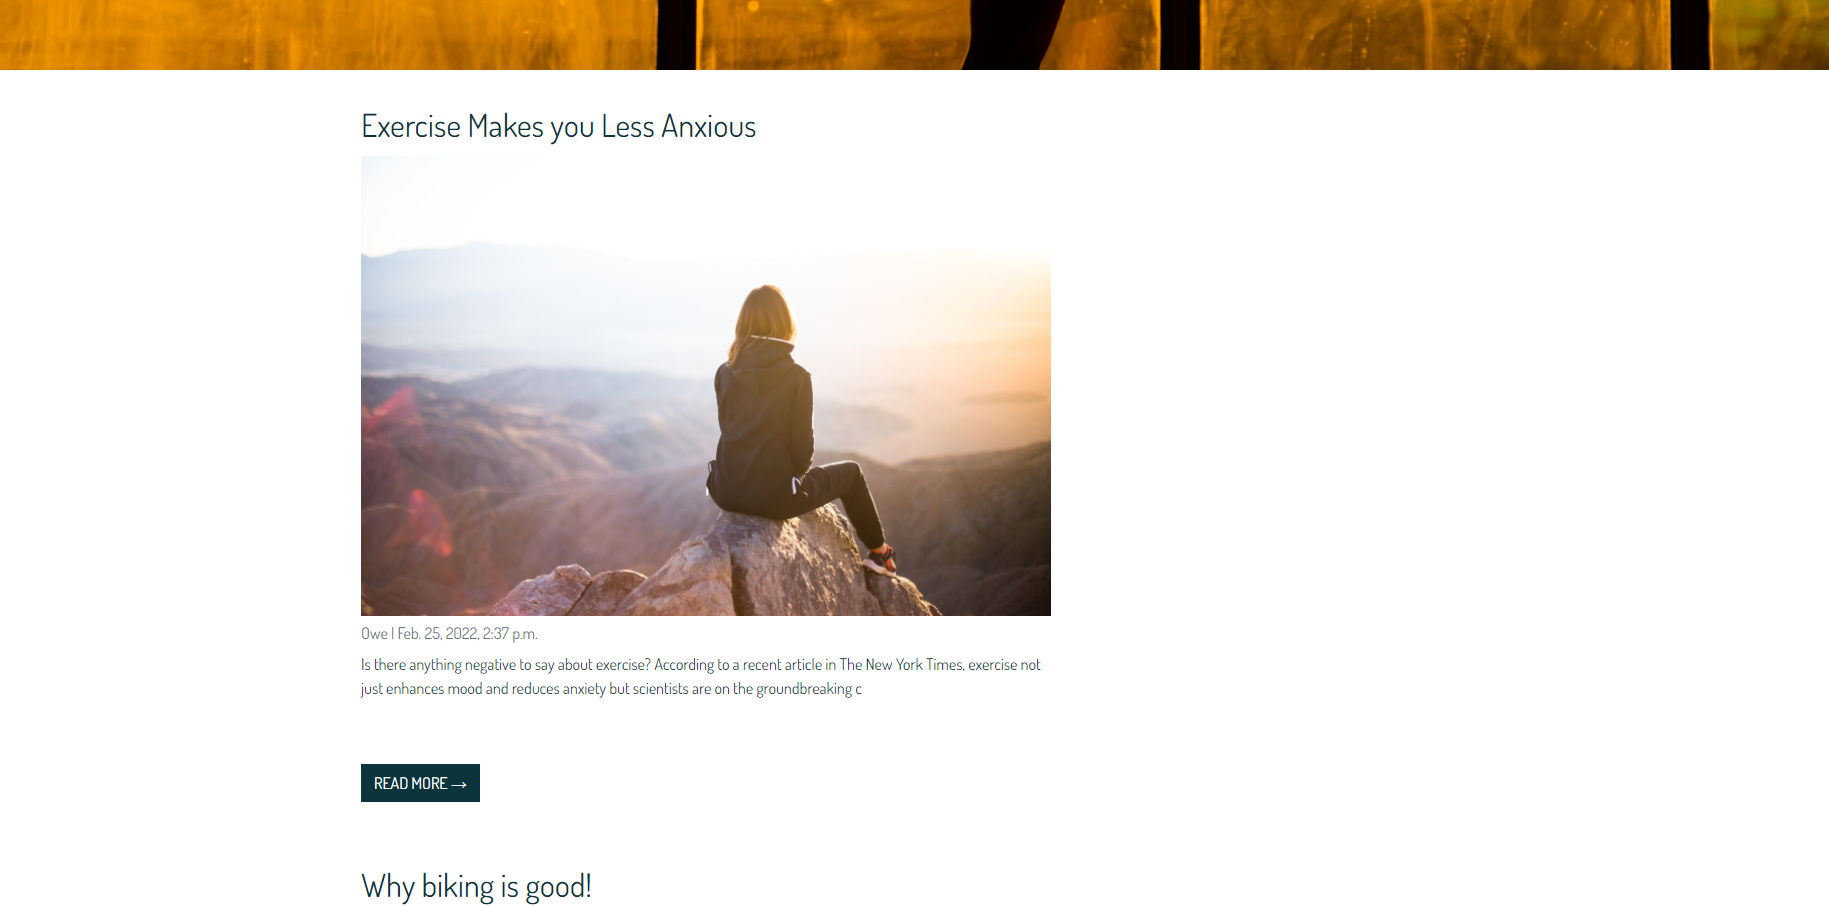 Exercise Makes you Less Anxious
Owe | Feb. 25, 2022, 2:37 p.m.
Is there anything negative to say about exercise? According to a recent article in The New York Times, exercise not
just enhances mood and reduces anxiety but scientists are on the groundbreaking c
READ MORE →
Why biking is good!